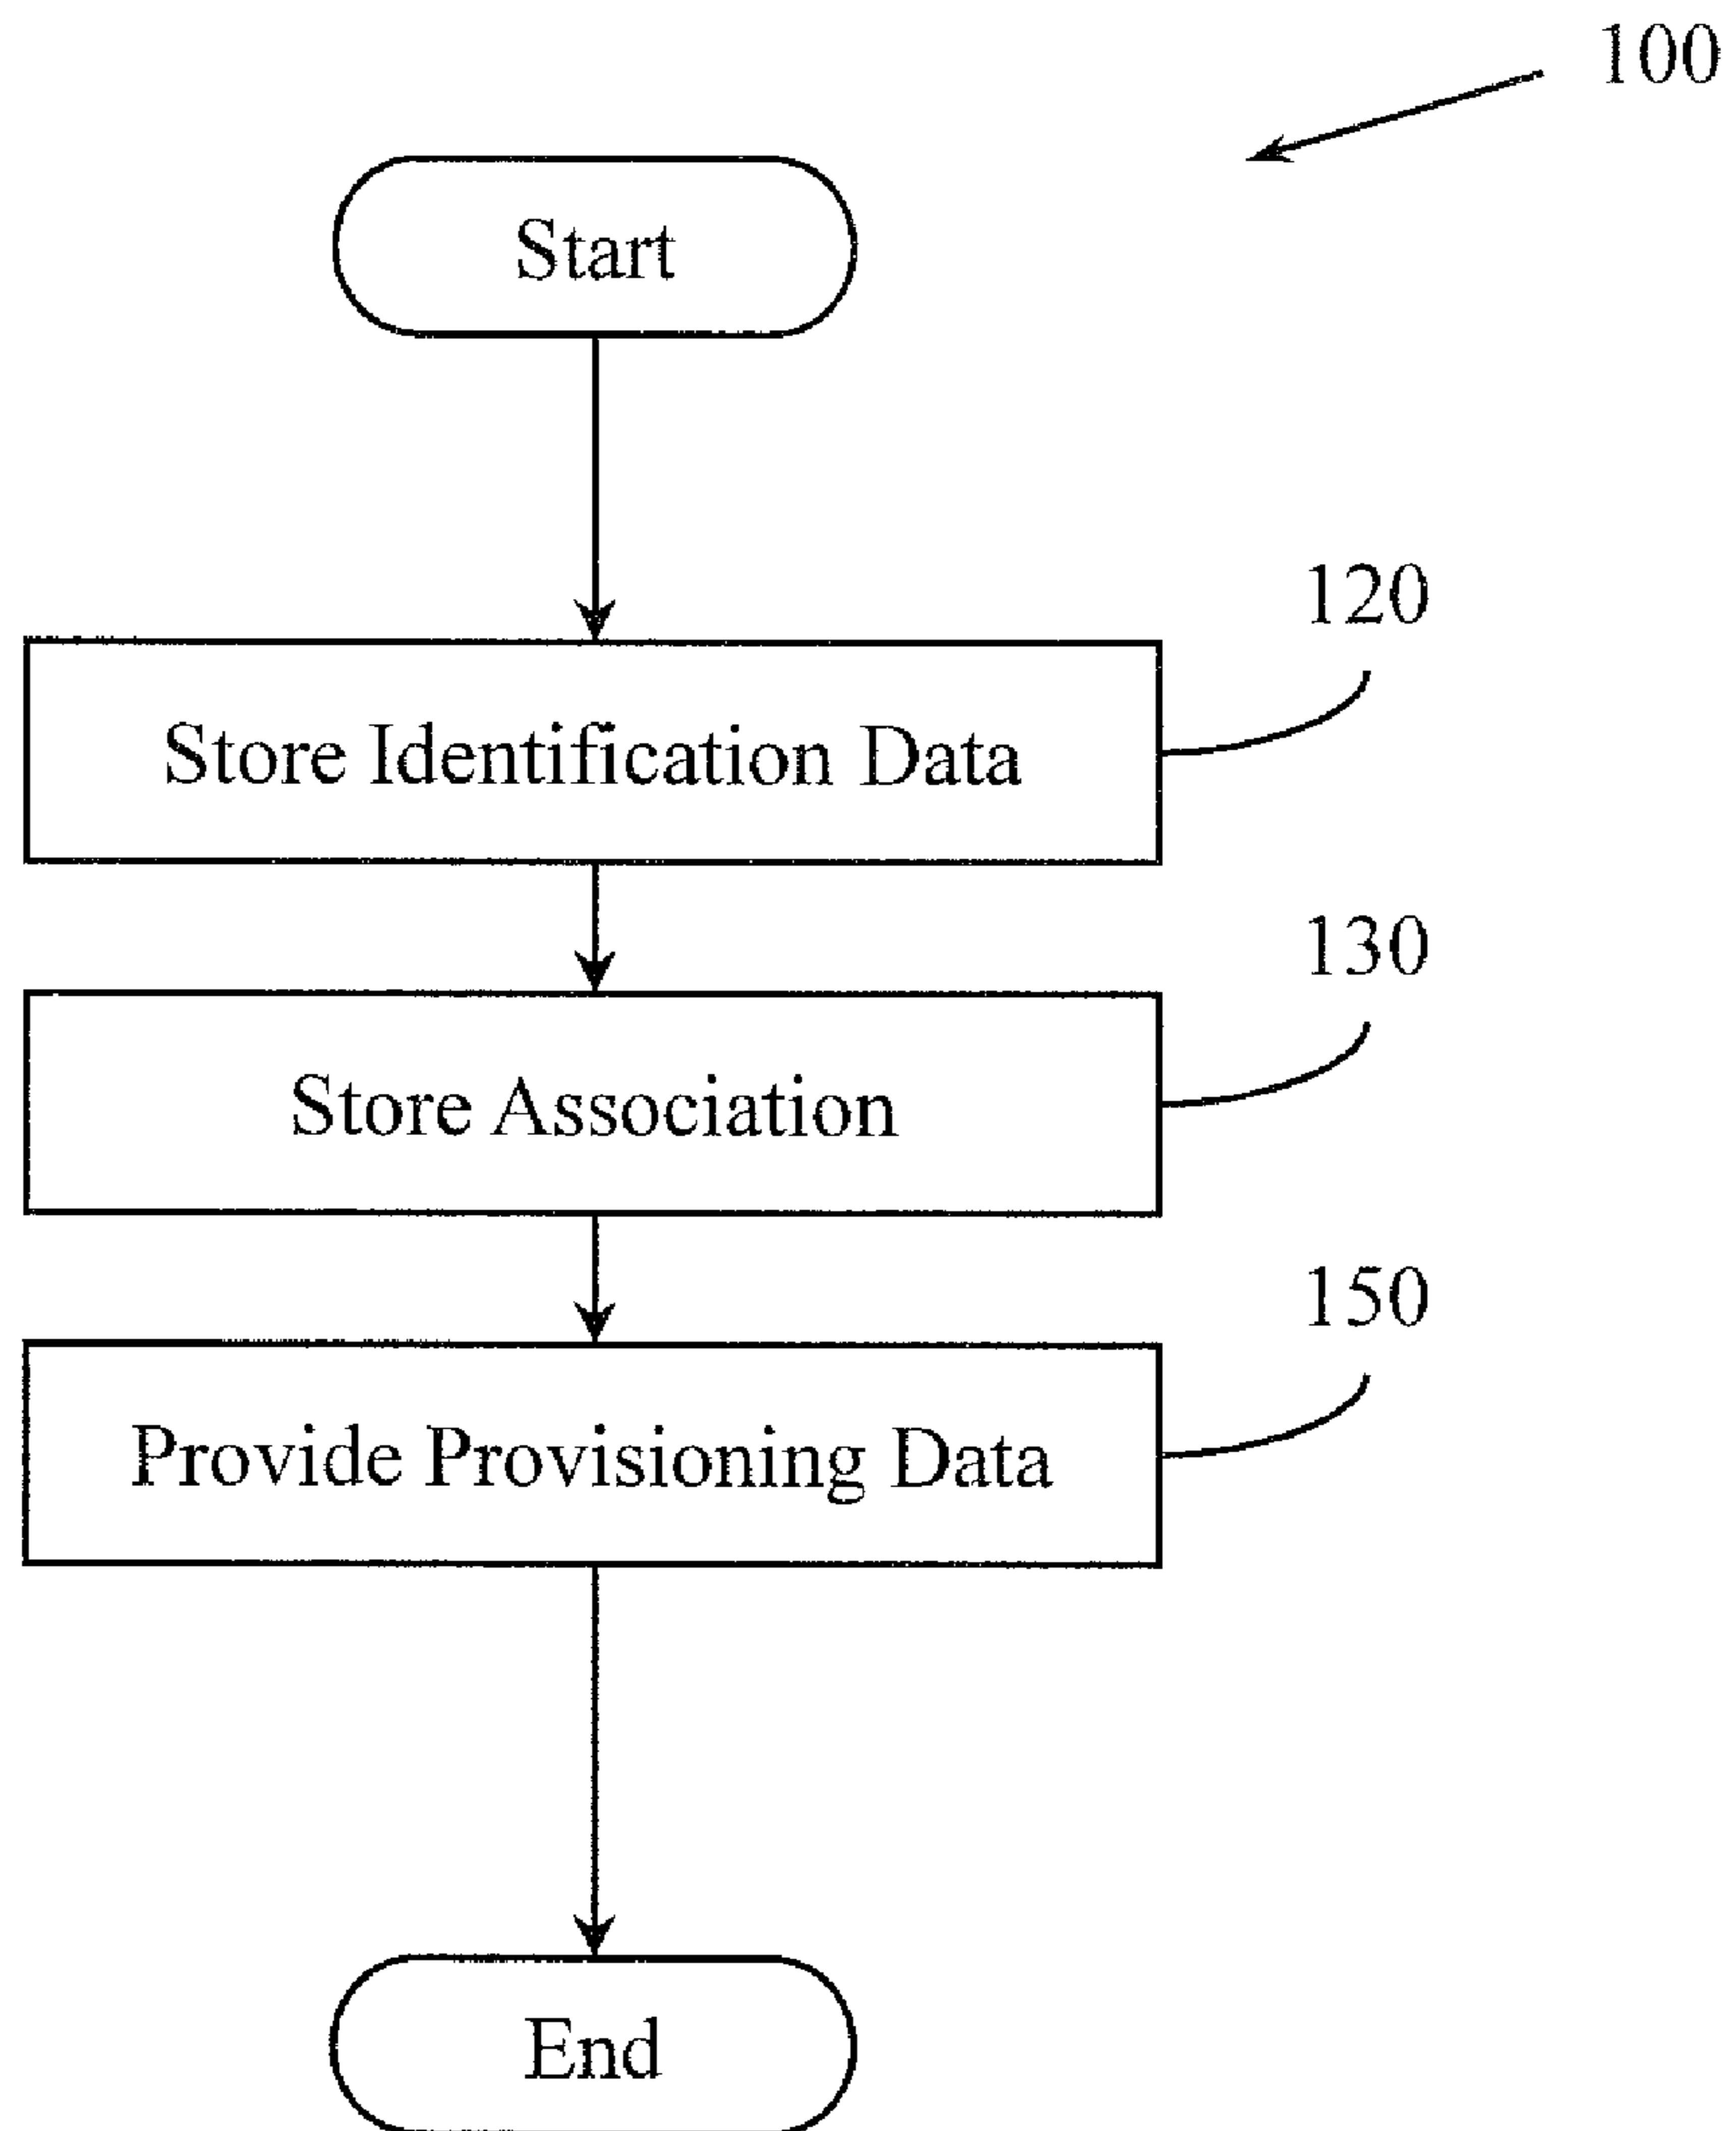 100
Start
120
Store Identification Data
130
Store Association
150
Provide Provisioning Data
End